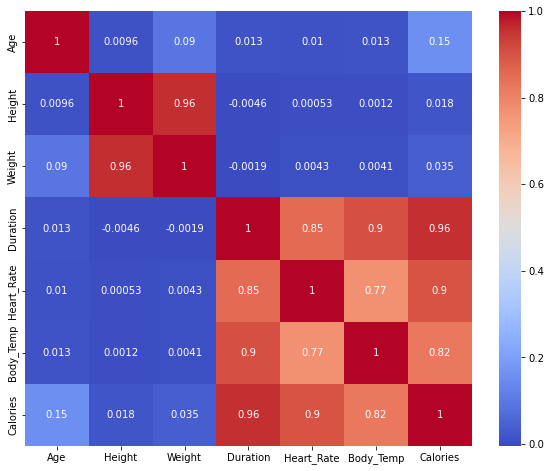 Age 1 0.0096 0.09 0.013 0.01 0.013 0.15
Height 0.0096 1 0.96 -0.0046 0.00053 0.0012 0.018
Weight 0.09 0.96 1 -0.0019 0.0043 0.0041 0.035
Duration 0.013 -0.0046 -0.0019 1 0.85 0.9 0.96
Heart_Rate 0.01 0.00053 0.0043 0.85 1 0.77 0.9
Body_Temp 0.013 0.0012 0.0041 0.9 0.77 1 0.82
Calories 0.15 0.018 0.035 0.96 0.9 0.82 1
Age Height Weight Duration Heart_Rate Body_Temp Calories
1.0
0.8
0.6
0.4
0.2
0.0